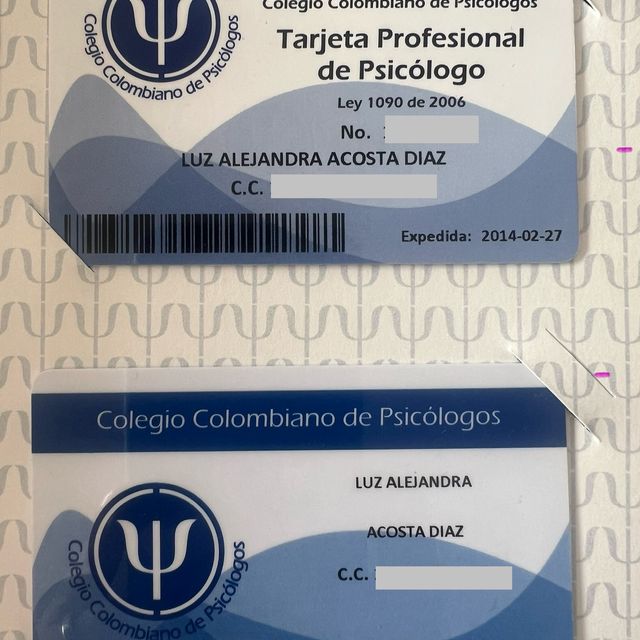 Colegio Colombiano de Psicólogos
Colegio Colombiano de Psicólogos
Tarjeta Profesional
de Psicólogo
Ley 1090 de 2006
No.
LUZ ALEJANDRA ACOSTA DIAZ
C.C.
Expedida: 2014-02-27
Colegio Colombiano de Psicólogos
LUZ ALEJANDRA
ACOSTA DIAZ
C.C.
Colegio Colombiano de Psicólogos